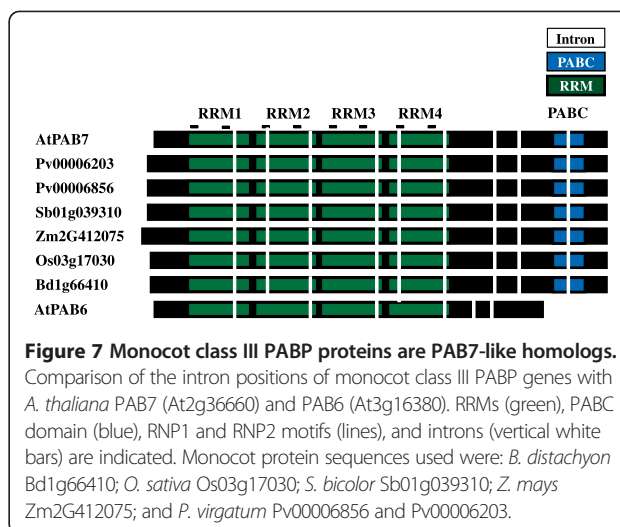 Intron
PABC
RRM
RRM1 RRM2 RRM3 RRM4 PABC
AtPAB7
Pv00006203
Pv00006856
Sb01g039310
Zm2G412075
Os03g17030
Bd1g66410
AtPAB6
Figure 7 Monocot class III PABP proteins are PAB7-like homologs.
Comparison of the intron positions of monocot class III PABP genes with
A. thaliana PAB7 (At2g36660) and PAB6 (At3g16380). RRMs (green), PABC
domain (blue), RNP1 and RNP2 motifs (lines), and introns (vertical white
bars) are indicated. Monocot protein sequences used were: B. distachyon
Bd1g66410; O. sativa Os03g17030; S. bicolor Sb01g039310; Z. mays
Zm2G412075; and P. virgatum Pv00006856 and Pv00006203.